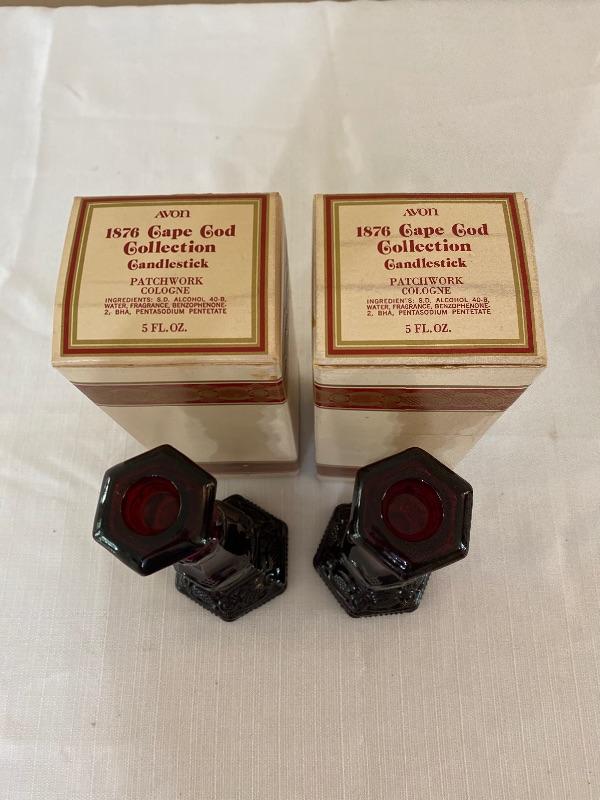 AVON
1876 Cape Cod
Collection
Candlestick
PATCHWORK
COLOGNE
INGREDIENTS: S.D. ALCOHOL 40-B,
WATER, FRAGRANCE, BENZOPHENONE-
2, BHA, PENTASODIUM PENTETATE
5 FL. OZ.
AVON
1876 Cape Cod
Collection
Candlestick
PATCHWORK
COLOGNE
INGREDIENTS: S.D. ALCOHOL 40-B,
WATER, FRAGRANCE, BENZOPHENONE-
2, BHA, PENTASODIUM PENTETATE
5 FL. OZ.